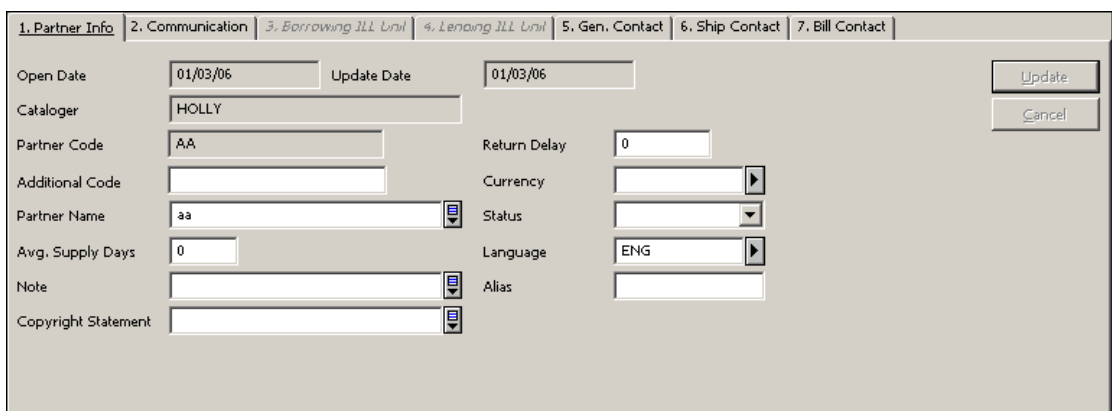 1. Partner Info 2. Communication 3. Borrowing ILL Unit 4. Lending ILL Unit 5. Gen. Contact 6. Ship Contact 7. Bill Contact
Open Date 01/03/06 Update Date 01/03/06 Update
Cataloger HOLLY Cancel
Partner Code AA Return Delay 0
Additional Code Currency
Partner Name aa Status
Avg. Supply Days 0 Language ENG
Note Alias
Copyright Statement